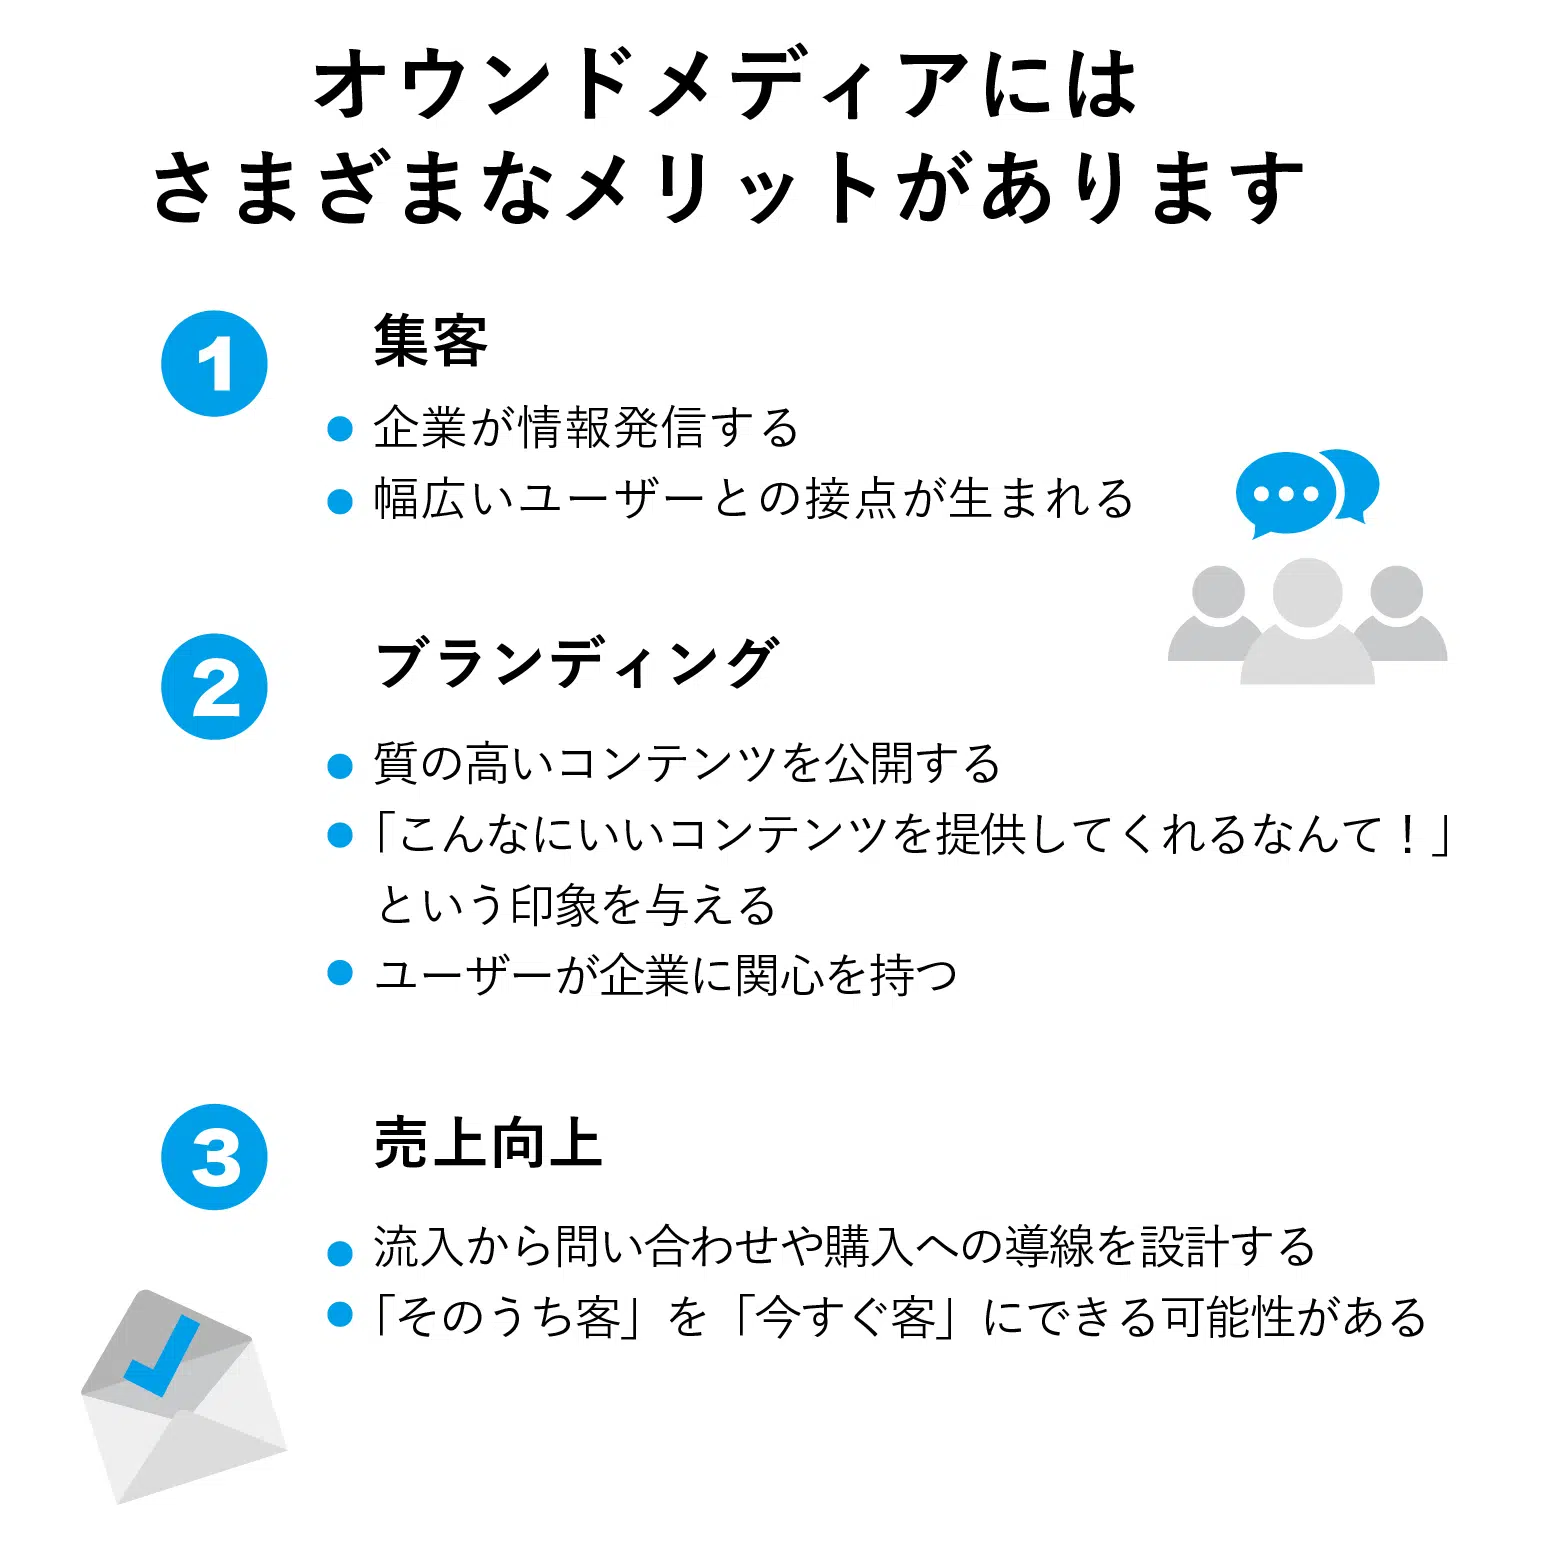 オウンドメディアには
さまざまなメリットがあります
1 集客
企業が情報発信する
幅広いユーザーとの接点が生まれる
2 ブランディング
質の高いコンテンツを公開する
「こんなにいいコンテンツを提供してくれるなんて！」
という印象を与える
ユーザーが企業に関心を持つ
3 売上向上
流入から問い合わせや購入への導線を設計する
「そのうち客」を「今すぐ客」にできる可能性がある